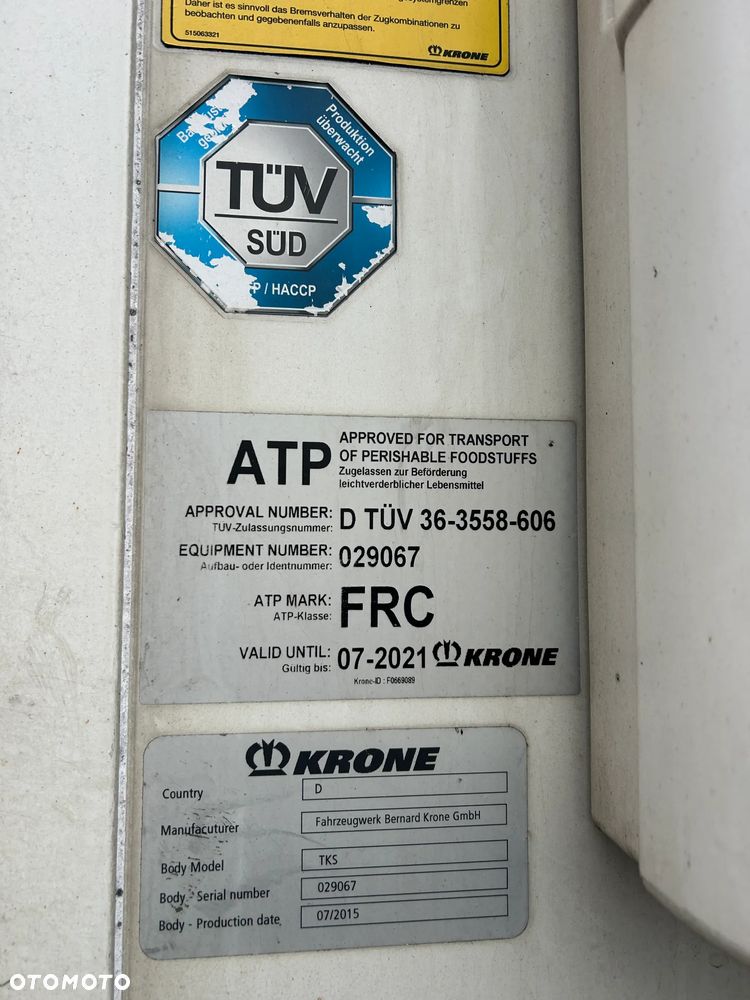 Daher ist es sinnvoll das Bremsverhalten der Zugkombinationen zu
beobachten und gegebenenfalls anzupassen.
515063321
KRONE
Produktion
überwacht
TÜV
SÜD
/ HACCP
ATP
APPROVED FOR TRANSPORT
OF PERISHABLE FOODSTUFFS
Zugelassen zur Beförderung
leichtverderblicher Lebensmittel
APPROVAL NUMBER: D TÜV 36-3558-606
TÜV-Zulassungsnummer:
EQUIPMENT NUMBER: 029067
Aufbau- oder Identnummer:
ATP MARK: FRC
ATP-Klasse:
VALID UNTIL: 07-2021 KRONE
Gültig bis:
Krone-ID : F0669089
KRONE
Country D
Manufacuturer Fahrzeugwerk Bernard Krone GmbH
Body Model TKS
Body - Serial number 029067
Body - Production date 07/2015
OTOMOTO